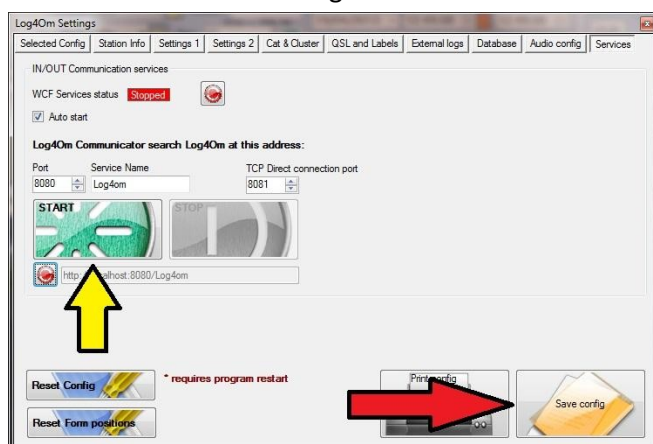 Log4Om Settings
Selected Config Station Info Settings 1 Settings 2 Cat & Cluster QSL and Labels External logs Database Audio config Services
IN/OUT Communication services
WCF Services status Stopped
Auto start
Log4Om Communicator search Log4Om at this address:
Port Service Name TCP Direct connection port
8080 Log4om 8081
START STOP
http://localhost:8080/Log4om
Reset Config * requires program restart Print config
Save config
Reset Form positions